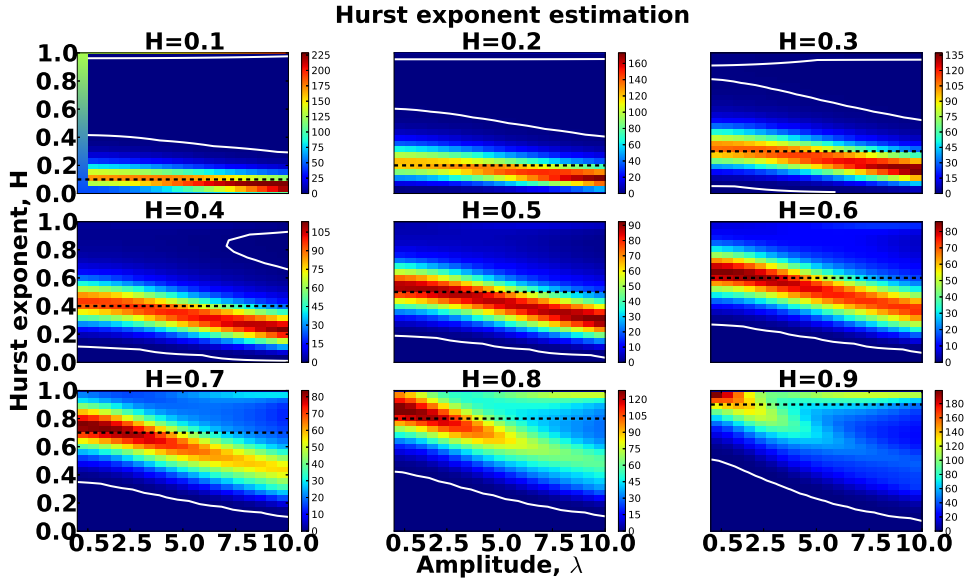 Hurst exponent estimation
H=0.1 H=0.2 H=0.3
Hurst exponent, H
1.0 0.8 0.6 0.4 0.2 0.0
225 200 175 150 125 100 75 50 25 0
160 140 120 100 80 60 40 20 0
135 120 105 90 75 60 45 30 15 0
H=0.4 H=0.5 H=0.6
1.0 0.8 0.6 0.4 0.2 0.0
105 90 75 60 45 30 15 0
90 80 70 60 50 40 30 20 10 0
80 70 60 50 40 30 20 10 0
H=0.7 H=0.8 H=0.9
1.0 0.8 0.6 0.4 0.2 0.0
80 70 60 50 40 30 20 10 0
120 105 90 75 60 45 30 15 0
180 160 140 120 100 80 60 40 20 0
0.5 2.5 5.0 7.5 10.0 0.5 2.5 5.0 7.5 10.0 0.5 2.5 5.0 7.5 10.0
Amplitude, λ